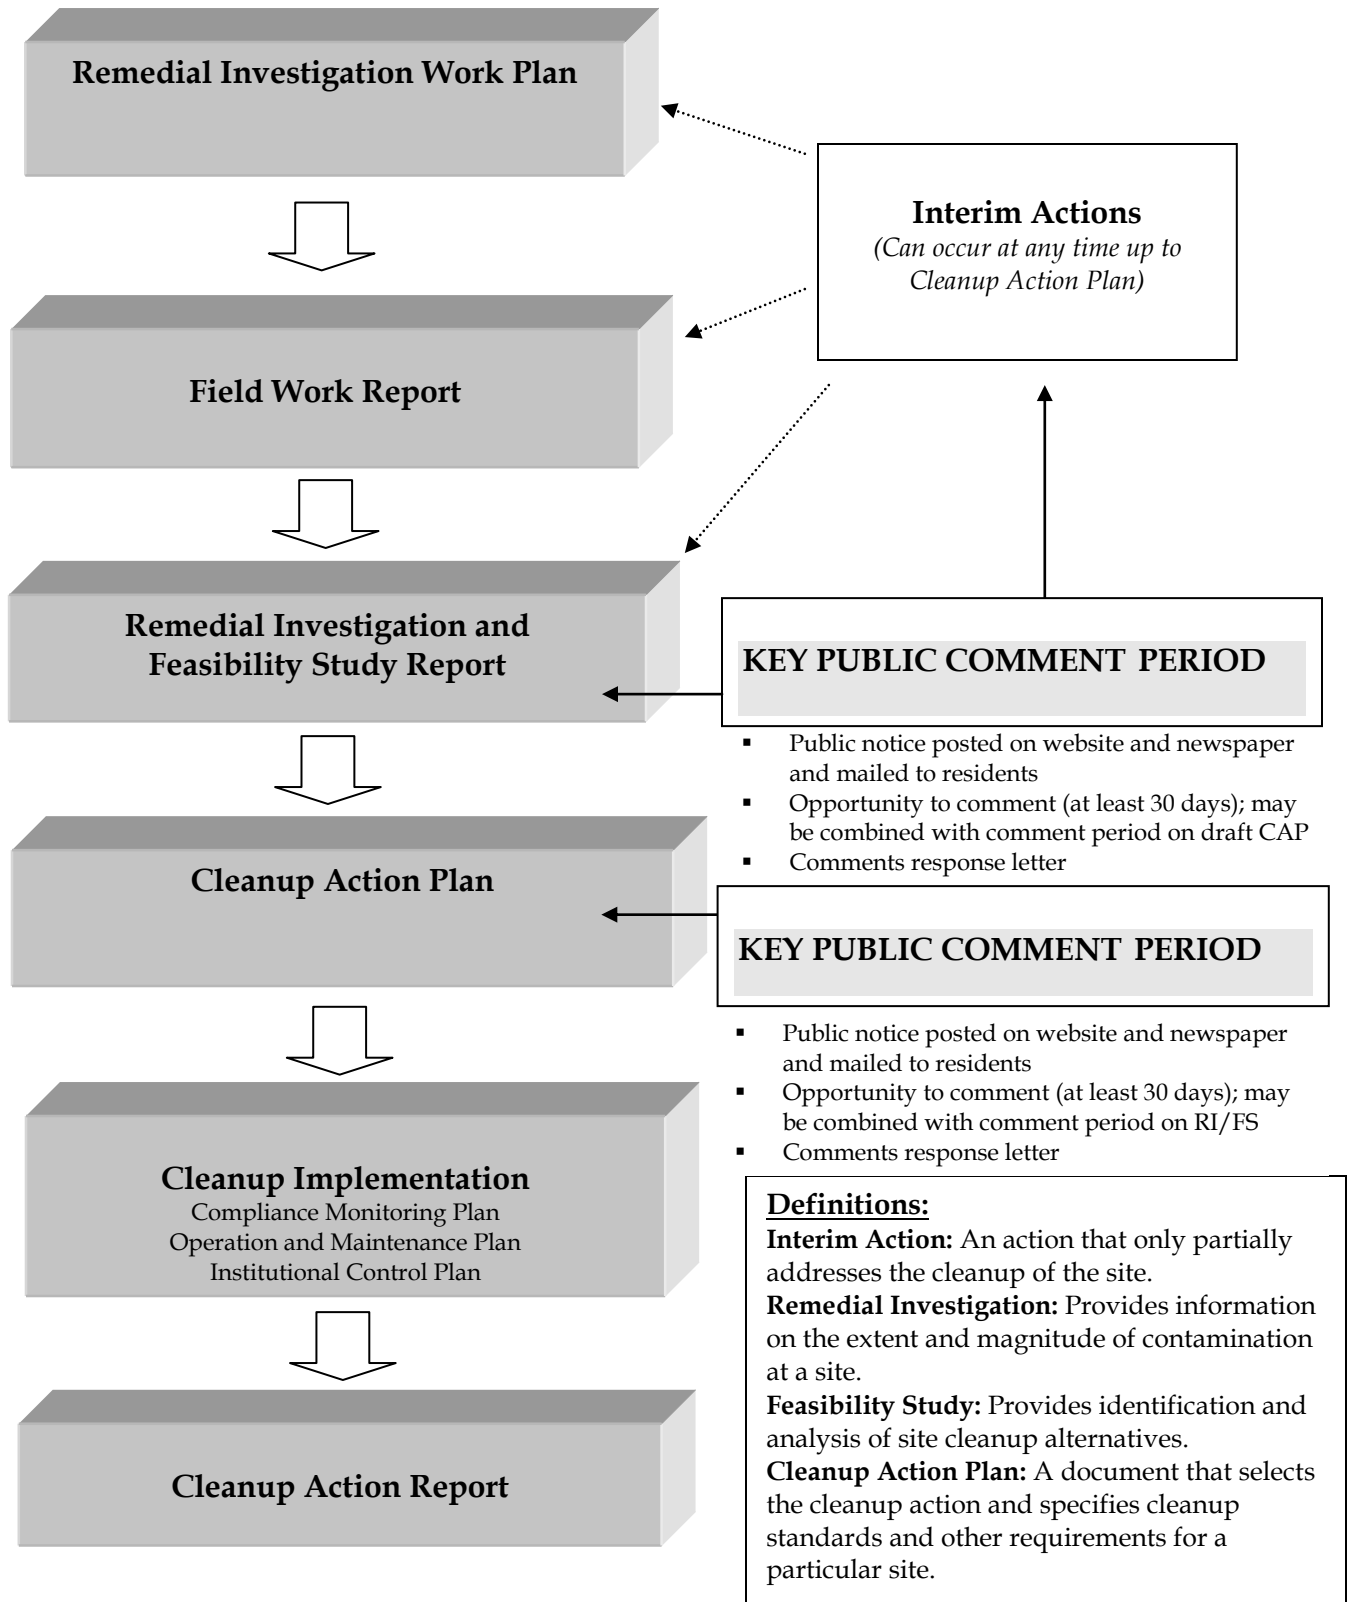 Remedial Investigation Work Plan
Interim Actions
(Can occur at any time up to
Cleanup Action Plan)
Field Work Report
Remedial Investigation and
Feasibility Study Report
KEY PUBLIC COMMENT PERIOD
▪ Public notice posted on website and newspaper
and mailed to residents
▪ Opportunity to comment (at least 30 days); may
be combined with comment period on draft CAP
▪ Comments response letter
Cleanup Action Plan
KEY PUBLIC COMMENT PERIOD
▪ Public notice posted on website and newspaper
and mailed to residents
▪ Opportunity to comment (at least 30 days); may
be combined with comment period on RI/FS
▪ Comments response letter
Cleanup Implementation
Compliance Monitoring Plan
Operation and Maintenance Plan
Institutional Control Plan
Definitions:
Interim Action: An action that only partially
addresses the cleanup of the site.
Remedial Investigation: Provides information
on the extent and magnitude of contamination
at a site.
Feasibility Study: Provides identification and
analysis of site cleanup alternatives.
Cleanup Action Plan: A document that selects
the cleanup action and specifies cleanup
standards and other requirements for a
particular site.
Cleanup Action Report